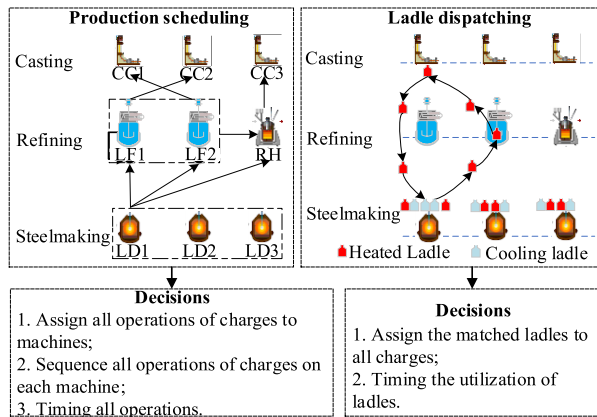 Production scheduling
Casting
CC1 CC2 CC3
Refining
LF1 LF2 RH
Steelmaking
LD1 LD2 LD3
Decisions
1. Assign all operations of charges to
machines;
2. Sequence all operations of charges on
each machine;
3. Timing all operations.
Ladle dispatching
Casting
Refining
Steelmaking
Heated Ladle Cooling ladle
Decisions
1. Assign the matched ladles to
all charges;
2. Timing the utilization of
ladles.